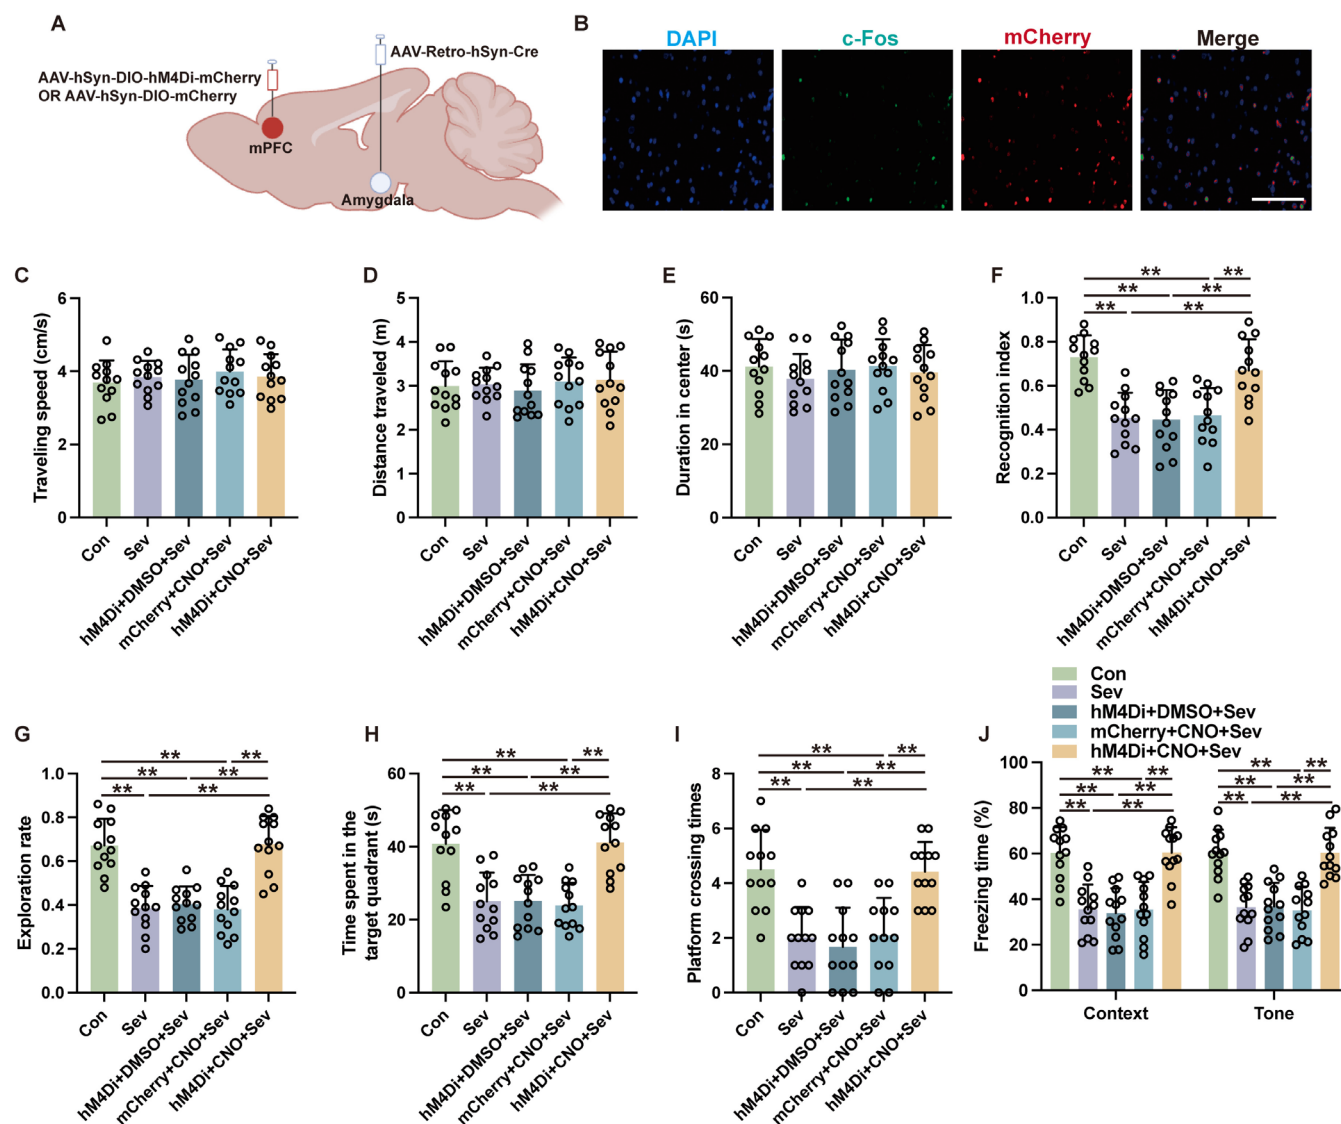 A
AAV-Retro-hSyn-Cre
AAV-hSyn-DIO-hM4Di-mCherry
OR AAV-hSyn-DIO-mCherry
mPFC
Amygdala
B
DAPI
c-Fos
mCherry
Merge
C
Traveling speed (cm/s)
6
4
2
0
Con
Sev
hM4Di+DMSO+Sev
mCherry+CNO+Sev
hM4Di+CNO+Sev
D
Distance traveled (m)
5
4
3
2
1
0
Con
Sev
hM4Di+DMSO+Sev
mCherry+CNO+Sev
hM4Di+CNO+Sev
E
Duration in center (s)
60
40
20
0
Con
Sev
hM4Di+DMSO+Sev
mCherry+CNO+Sev
hM4Di+CNO+Sev
F
Recognition index
1.0
0.8
0.6
0.4
0.2
0.0
** **
** **
** **
Con
Sev
hM4Di+DMSO+Sev
mCherry+CNO+Sev
hM4Di+CNO+Sev
G
Exploration rate
1.0
0.8
0.6
0.4
0.2
0.0
** **
** **
** **
Con
Sev
hM4Di+DMSO+Sev
mCherry+CNO+Sev
hM4Di+CNO+Sev
H
Time spent in the
target quadrant (s)
60
40
20
0
** **
** **
** **
Con
Sev
hM4Di+DMSO+Sev
mCherry+CNO+Sev
hM4Di+CNO+Sev
I
Platform crossing times
8
6
4
2
0
** **
** **
** **
Con
Sev
hM4Di+DMSO+Sev
mCherry+CNO+Sev
hM4Di+CNO+Sev
Con
Sev
hM4Di+DMSO+Sev
mCherry+CNO+Sev
hM4Di+CNO+Sev
J
Freezing time (%)
100
80
60
40
20
0
** ** ** **
** ** ** **
** ** ** **
Context
Tone